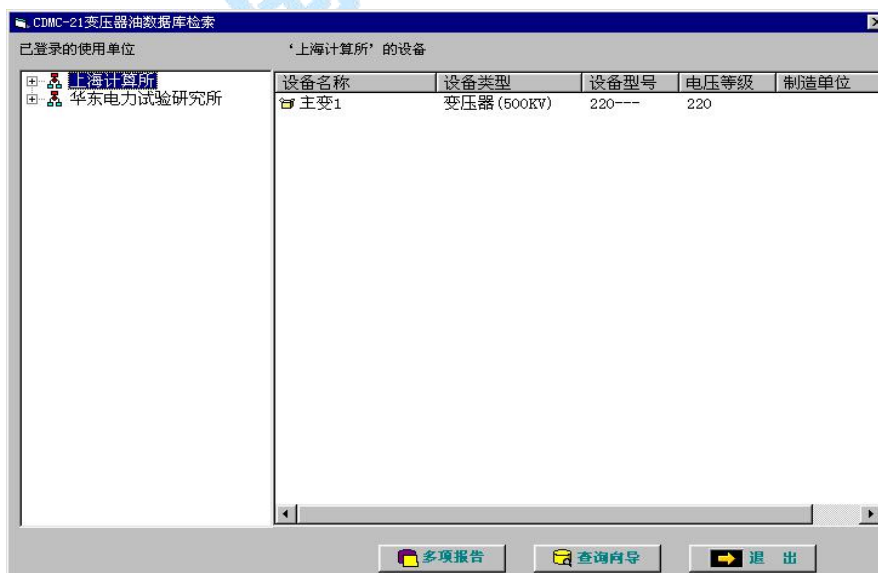 CDMC-21变压器油数据库检索
已登录的使用单位
‘上海计算所’的设备
上海计算所
华东电力试验研究所
设备名称 设备类型 设备型号 电压等级 制造单位
主变1 变压器(500KV) 220--- 220
多项报告 查询向导 退 出